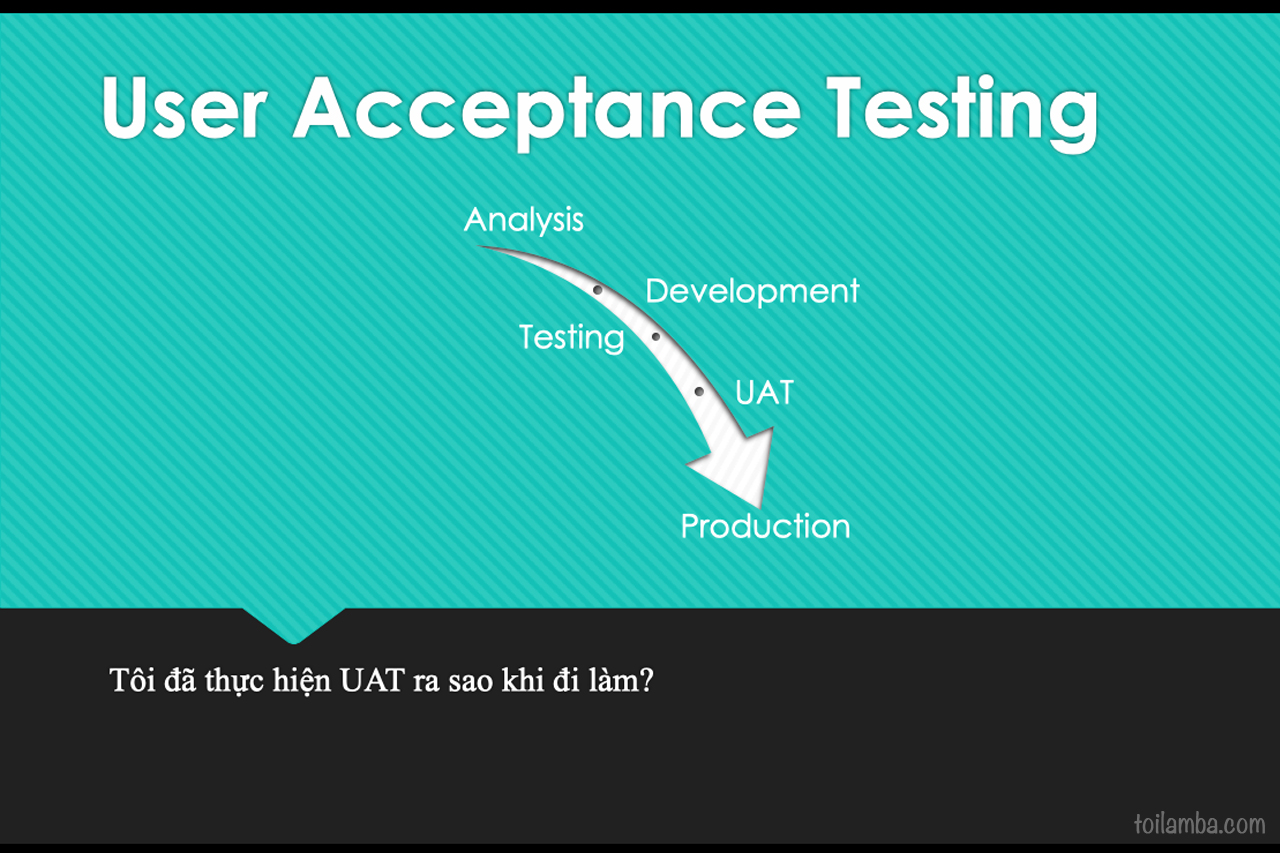 User Acceptance Testing
Analysis
Development
Testing
UAT
Production
Tôi đã thực hiện UAT ra sao khi đi làm?
toilamba.com